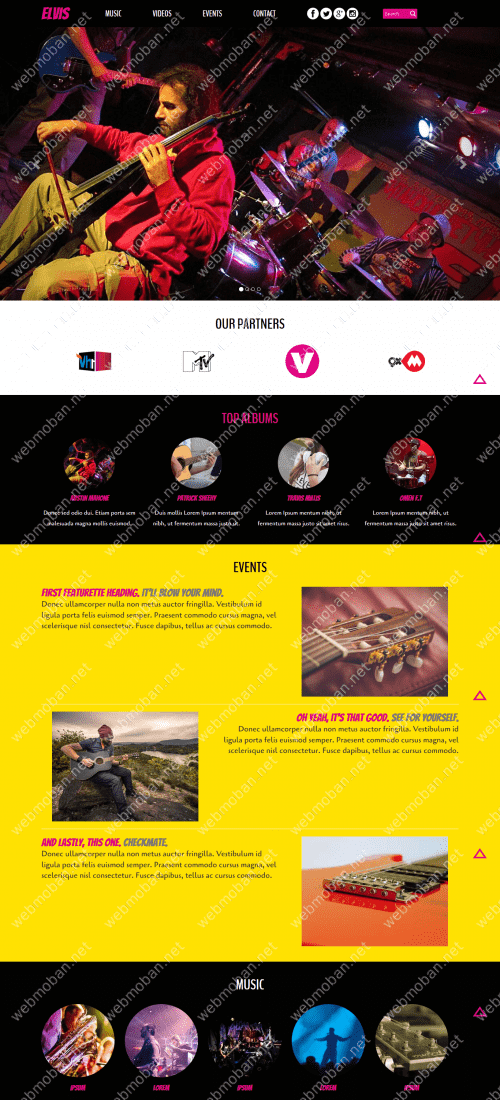 ELVIS
MUSIC VIDEOS EVENTS CONTACT
Search
OUR PARTNERS
Vh1 MTV V 9X M
TOP ALBUMS
AUSTIN MAHONE PATRICK SHEEHY TRAVIS MILLS OWEN F.Y
Donec sed odio dui. Etiam porta sem Duis mollis Lorem Ipsum mentum Lorem Ipsum mentum nibh, ut Lorem Ipsum mentum nibh, ut
malesuada magna mollis euismod. nibh, ut fermentum massa justo sit. fermentum massa justo sit amet risus. fermentum massa justo sit amet risus.
EVENTS
FIRST FEATURETTE HEADING. IT'LL BLOW YOUR MIND.
Donec ullamcorper nulla non metus auctor fringilla. Vestibulum id
ligula porta felis euismod semper. Praesent commodo cursus magna, vel
scelerisque nisl consectetur. Fusce dapibus, tellus ac cursus commodo.
OH YEAH, IT'S THAT GOOD. SEE FOR YOURSELF.
Donec ullamcorper nulla non metus auctor fringilla. Vestibulum id
ligula porta felis euismod semper. Praesent commodo cursus magna, vel
scelerisque nisl consectetur. Fusce dapibus, tellus ac cursus commodo.
AND LASTLY, THIS ONE. CHECKMATE.
Donec ullamcorper nulla non metus auctor fringilla. Vestibulum id
ligula porta felis euismod semper. Praesent commodo cursus magna, vel
scelerisque nisl consectetur. Fusce dapibus, tellus ac cursus commodo.
MUSIC
IPSUM LOREM IPSUM LOREM IPSUM
webmoban.net